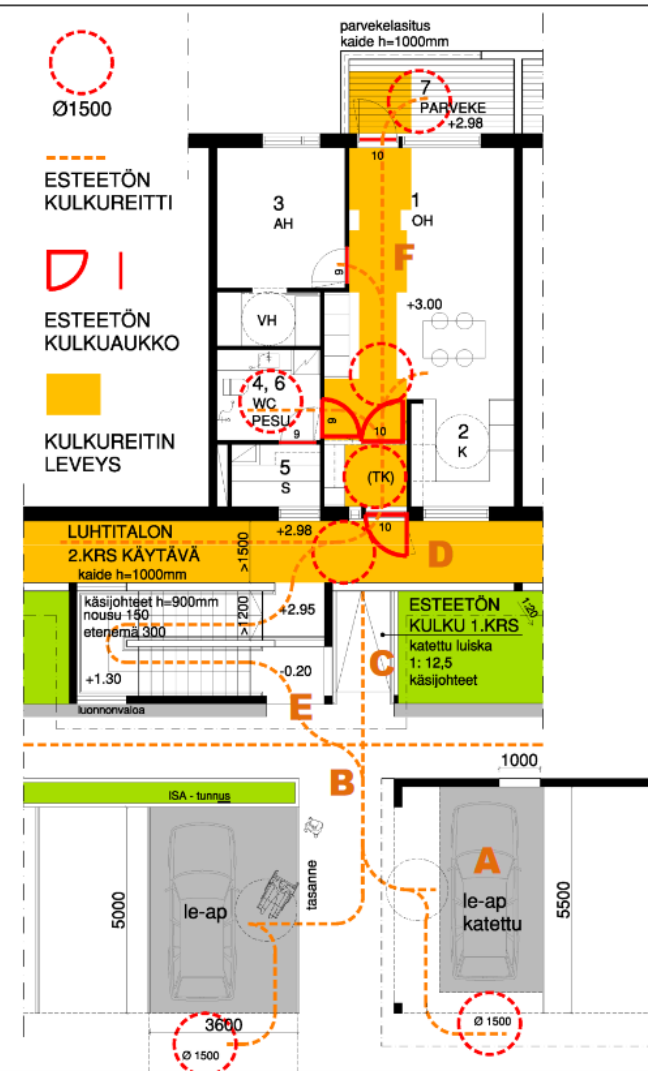 parvekelasitus
kaide h=1000mm
Ø1500
7
PARVEKE
+2.98
10
ESTEETÖN
KULKUREITTI
3
AH
1
OH
F
9
+3.00
ESTEETÖN
KULKUAUKKO
VH
4, 6
WC
PESU
9
9
10
2
K
KULKUREITIN
LEVEYS
5
S
(TK)
LUHTITALON
2.KRS KÄYTÄVÄ
kaide h=1000mm
+2.98
>1500
10
D
käsijohteet h=900mm
nousu 150
etenemä 300
>1200
+2.95
+1.30
-0.20
luonnonvaloa
E
C
ESTEETÖN
KULKU 1.KRS
katettu luiska
1: 12,5
käsijohteet
1:20
B
1000
ISA - tunnus
tasanne
5000
le-ap
3600
Ø 1500
A
le-ap
katettu
5500
Ø 1500